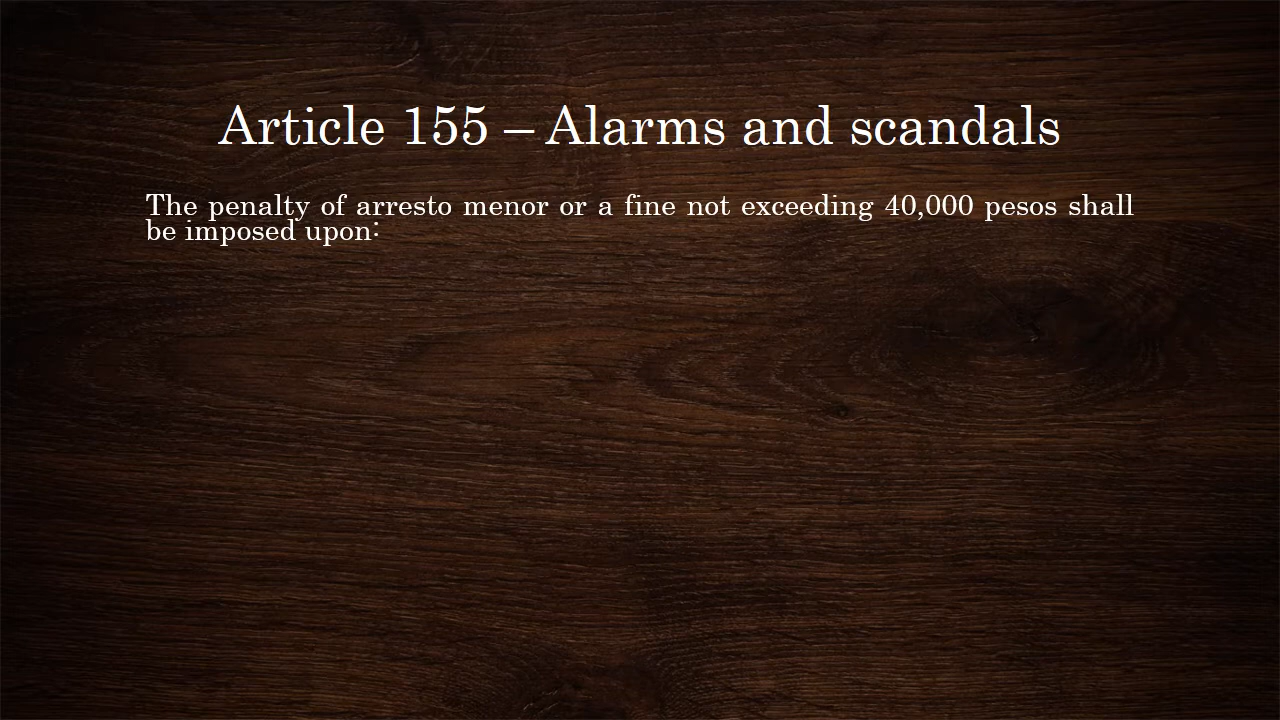 Article 155 – Alarms and scandals
The penalty of arresto menor or a fine not exceeding 40,000 pesos shall
be imposed upon: